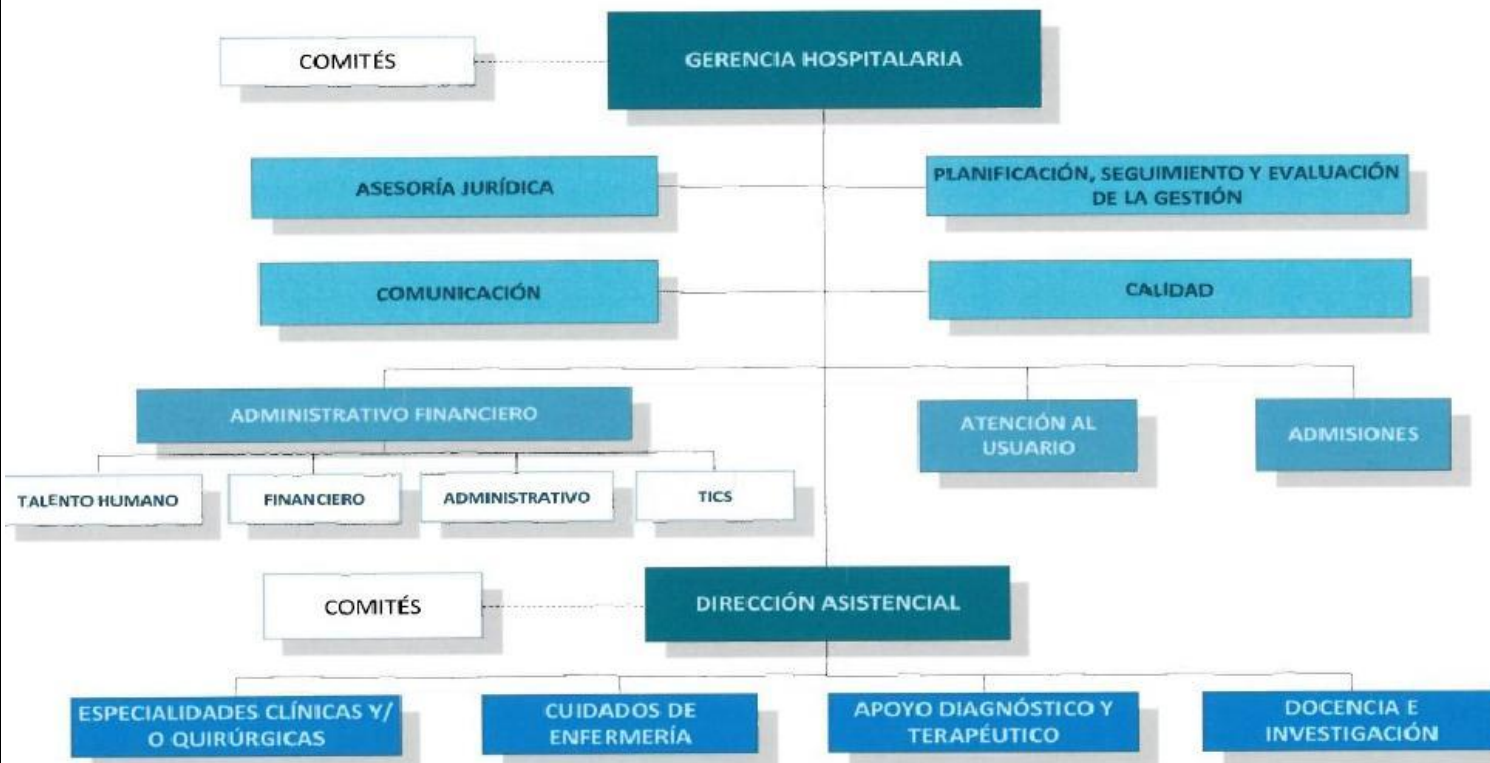 COMITÉS
GERENCIA HOSPITALARIA
ASESORÍA JURÍDICA
PLANIFICACIÓN, SEGUIMIENTO Y EVALUACIÓN
DE LA GESTIÓN
COMUNICACIÓN
CALIDAD
ADMINISTRATIVO FINANCIERO
ATENCIÓN AL
USUARIO
ADMISIONES
TALENTO HUMANO
FINANCIERO
ADMINISTRATIVO
TICS
COMITÉS
DIRECCIÓN ASISTENCIAL
ESPECIALIDADES CLÍNICAS Y/
O QUIRÚRGICAS
CUIDADOS DE
ENFERMERÍA
APOYO DIAGNÓSTICO Y
TERAPÉUTICO
DOCENCIA E
INVESTIGACIÓN